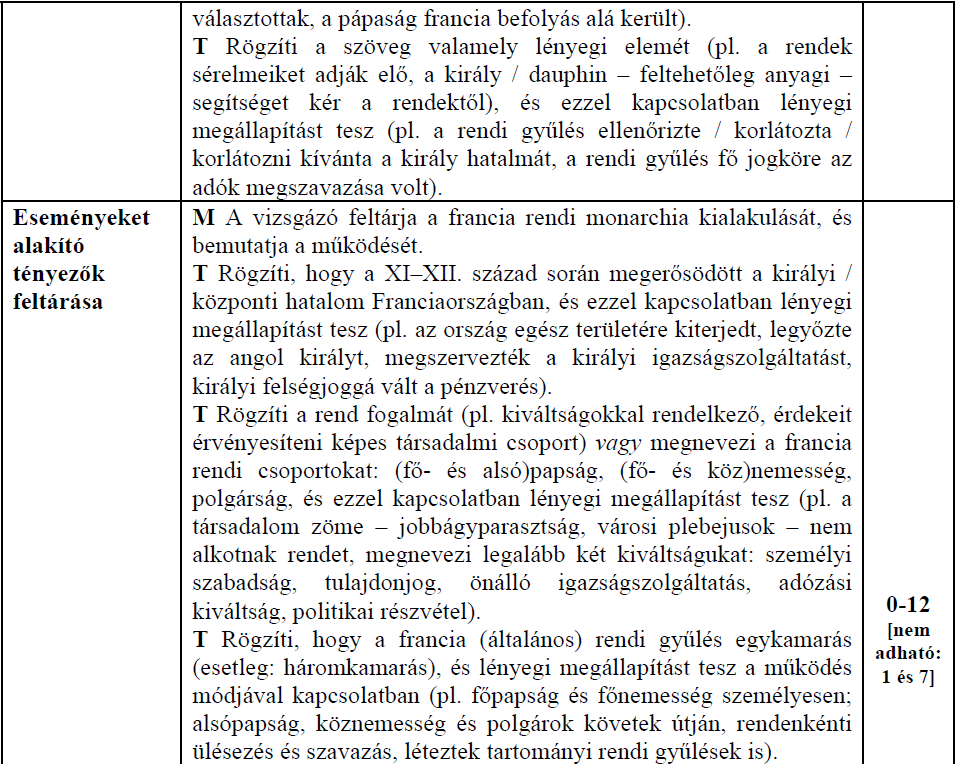 választottak, a pápaság francia befolyás alá került).
T Rögzíti a szöveg valamely lényegi elemét (pl. a rendek
sérelmeiket adják elő, a király / dauphin – feltehetőleg anyagi –
segítséget kér a rendektől), és ezzel kapcsolatban lényegi
megállapítást tesz (pl. a rendi gyűlés ellenőrizte / korlátozta /
korlátozni kívánta a király hatalmát, a rendi gyűlés fő jogköre az
adók megszavazása volt).
Eseményeket
alakító
tényezők
feltárása
M A vizsgázó feltárja a francia rendi monarchia kialakulását, és
bemutatja a működését.
T Rögzíti, hogy a XI–XII. század során megerősödött a királyi /
központi hatalom Franciaországban, és ezzel kapcsolatban lényegi
megállapítást tesz (pl. az ország egész területére kiterjedt, legyőzte
az angol királyt, megszervezték a királyi igazságszolgáltatást,
királyi felségjoggá vált a pénzverés).
T Rögzíti a rend fogalmát (pl. kiváltságokkal rendelkező, érdekeit
érvényesíteni képes társadalmi csoport) vagy megnevezi a francia
rendi csoportokat: (fő- és alsó)papság, (fő- és köz)nemesség,
polgárság, és ezzel kapcsolatban lényegi megállapítást tesz (pl. a
társadalom zöme – jobbágyparasztság, városi plebejusok – nem
alkotnak rendet, megnevezi legalább két kiváltságukat: személyi
szabadság, tulajdonjog, önálló igazságszolgáltatás, adózási
kiváltság, politikai részvétel).
T Rögzíti, hogy a francia (általános) rendi gyűlés egykamarás
(esetleg: háromkamarás), és lényegi megállapítást tesz a működés
módjával kapcsolatban (pl. főpapság és főnemesség személyesen;
alsópapság, köznemesség és polgárok követek útján, rendenkénti
ülésezés és szavazás, léteztek tartományi rendi gyűlések is).
0-12
[nem
adható:
1 és 7]